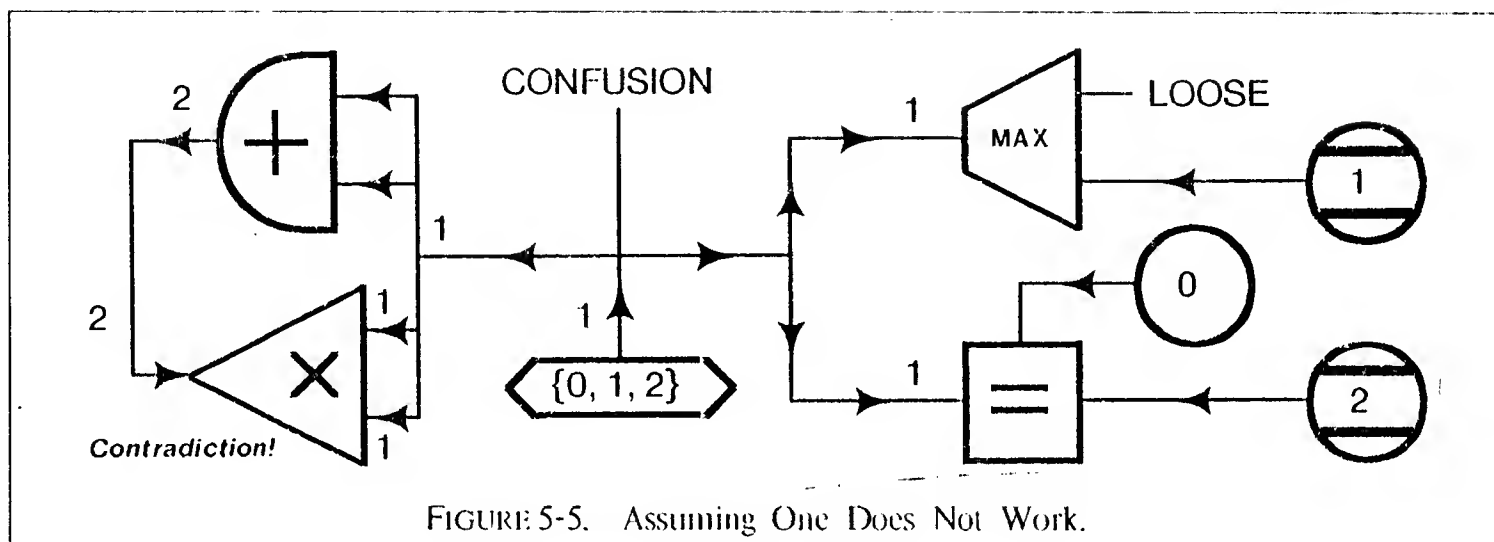 CONFUSION
2
+
1
MAX
LOOSE
1
1
0
2
1
×
1
1
{0, 1, 2}
1
=
2
Contradiction!
FIGURE 5-5. Assuming One Does Not Work.